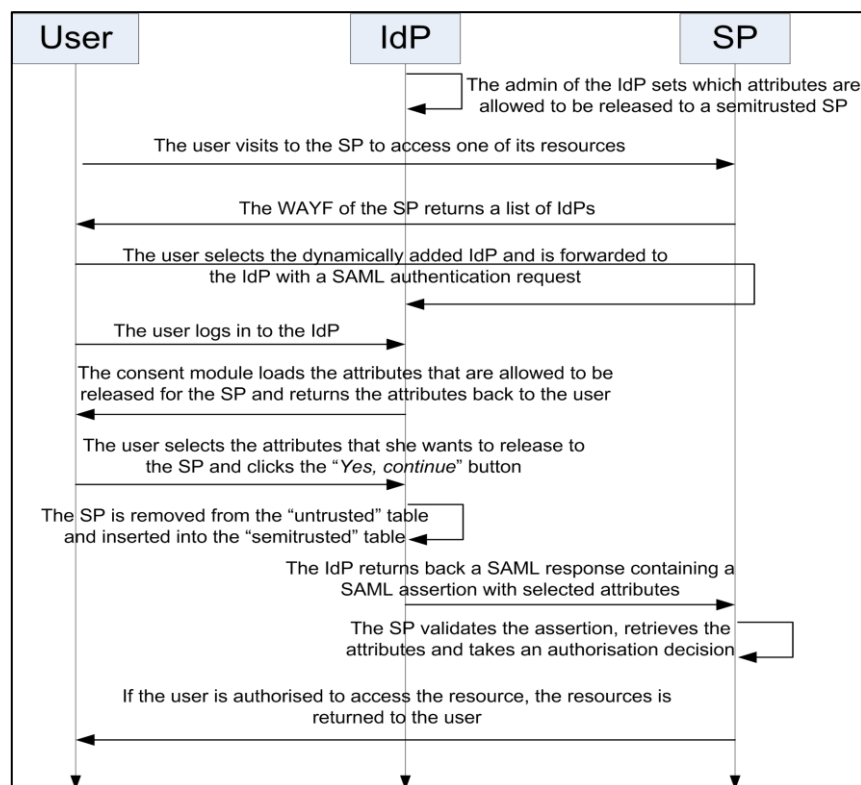 User
IdP
SP
The admin of the IdP sets which attributes are
allowed to be released to a semitrusted SP
The user visits to the SP to access one of its resources
The WAYF of the SP returns a list of IdPs
The user selects the dynamically added IdP and is forwarded to
the IdP with a SAML authentication request
The user logs in to the IdP
The consent module loads the attributes that are allowed to be
released for the SP and returns the attributes back to the user
The user selects the attributes that she wants to release to
the SP and clicks the “Yes, continue” button
The SP is removed from the “untrusted” table
and inserted into the “semitrusted” table
The IdP returns back a SAML response containing a
SAML assertion with selected attributes
The SP validates the assertion, retrieves the
attributes and takes an authorisation decision
If the user is authorised to access the resource, the resources is
returned to the user